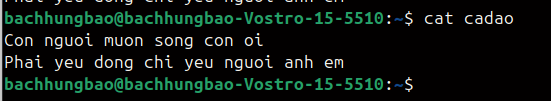 bachhungbao@bachhungbao-Vostro-15-5510:~$ cat cadao
Con nguoi muon song con oi
Phai yeu dong chi yeu nguoi anh em
bachhungbao@bachhungbao-Vostro-15-5510:~$